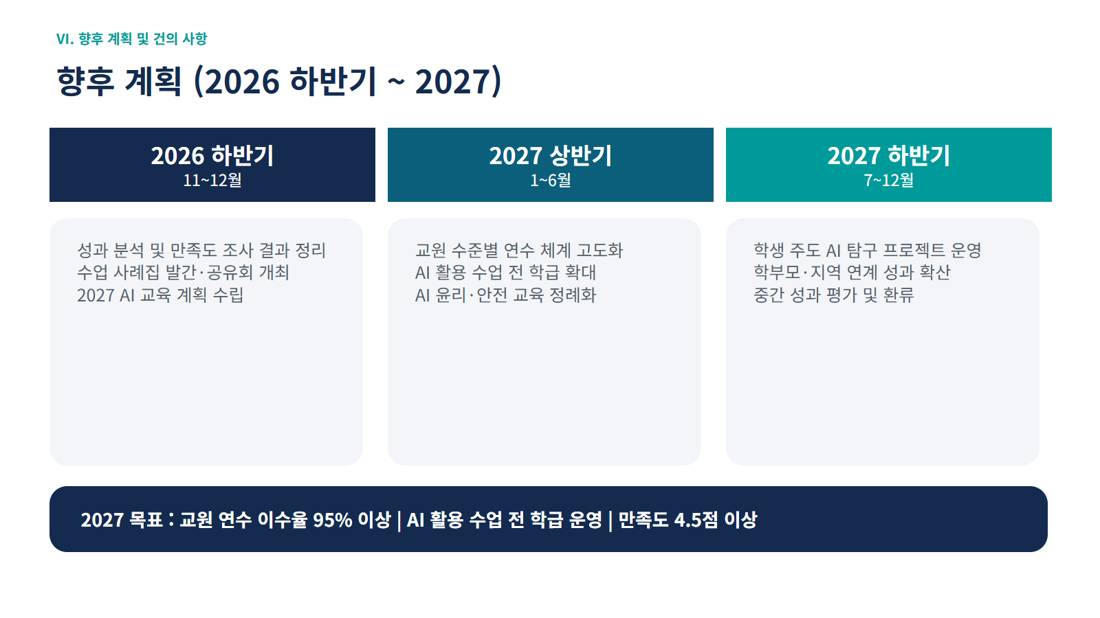 VI. 향후 계획 및 건의 사항
향후 계획 (2026 하반기 ~ 2027)
2026 하반기
11~12월
2027 상반기
1~6월
2027 하반기
7~12월
성과 분석 및 만족도 조사 결과 정리
수업 사례집 발간·공유회 개최
2027 AI 교육 계획 수립
교원 수준별 연수 체계 고도화
AI 활용 수업 전 학급 확대
AI 윤리·안전 교육 정례화
학생 주도 AI 탐구 프로젝트 운영
학부모·지역 연계 성과 확산
중간 성과 평가 및 환류
2027 목표 : 교원 연수 이수율 95% 이상 | AI 활용 수업 전 학급 운영 | 만족도 4.5점 이상